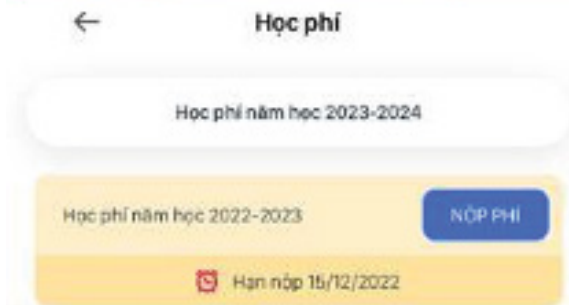 Học phí
Học phí năm học 2023-2024
Học phí năm học 2022-2023
NỘP PHÍ
Hạn nộp 15/12/2022